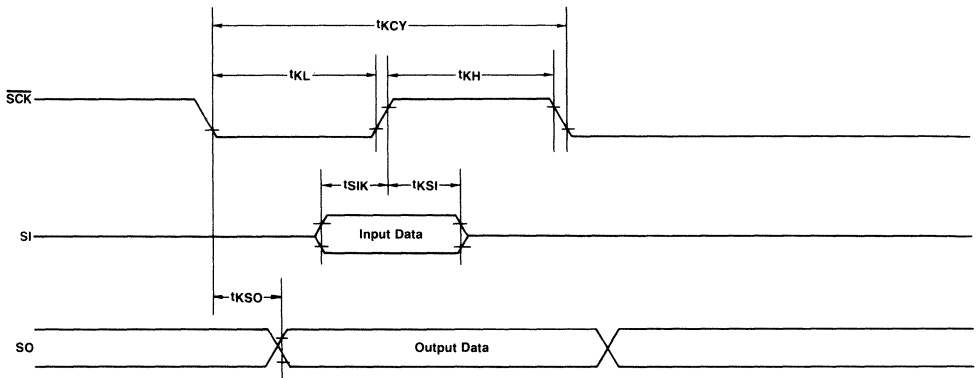 tKCY
tKL
tKH
SCK
tSIK
tKSI
SI
Input Data
tKSO
SO
Output Data